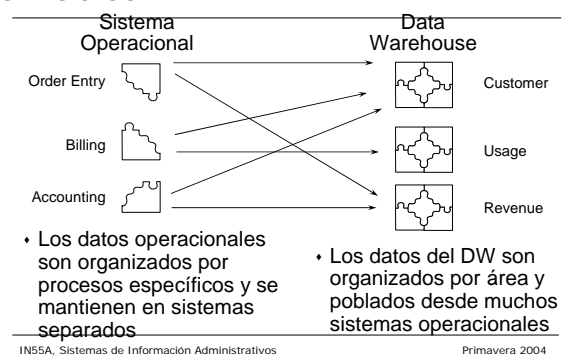 Sistema
Operacional
Data
Warehouse
Order Entry
Customer
Billing
Usage
Accounting
Revenue
Los datos operacionales
son organizados por
procesos específicos y se
mantienen en sistemas
separados
Los datos del DW son
organizados por área y
poblados desde muchos
sistemas operacionales
IN55A, Sistemas de Información Administrativos
Primavera 2004